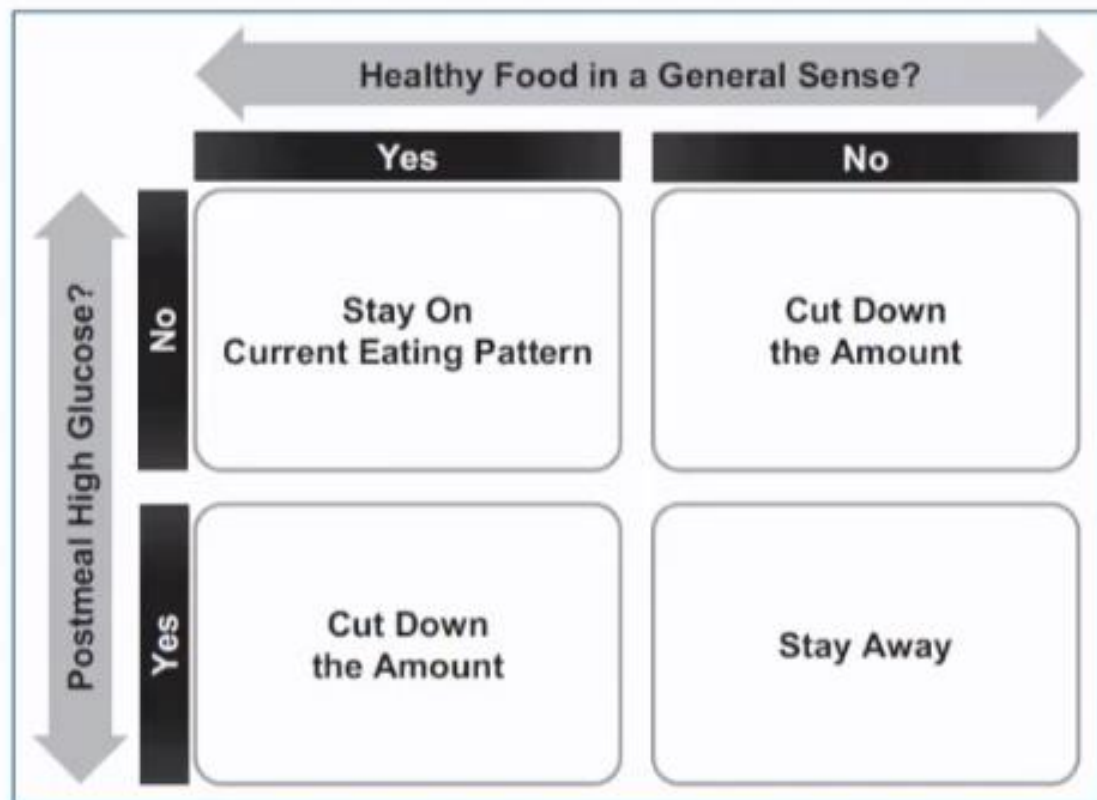 Healthy Food in a General Sense?
Yes
No
Postmeal High Glucose?
No
Stay On
Current Eating Pattern
Cut Down
the Amount
Yes
Cut Down
the Amount
Stay Away